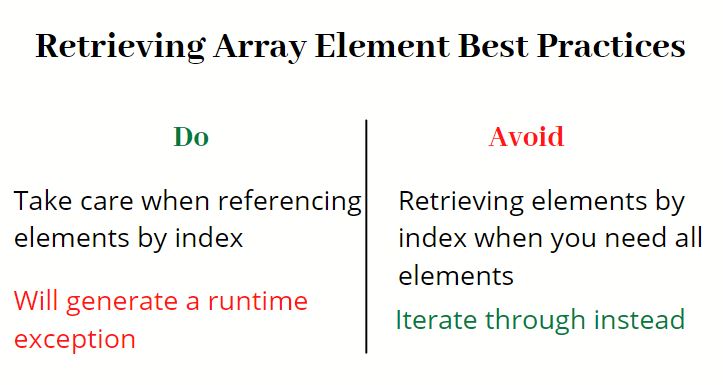 Retrieving Array Element Best Practices
Do
Take care when referencing
elements by index
Will generate a runtime
exception
Avoid
Retrieving elements by
index when you need all
elements
Iterate through instead